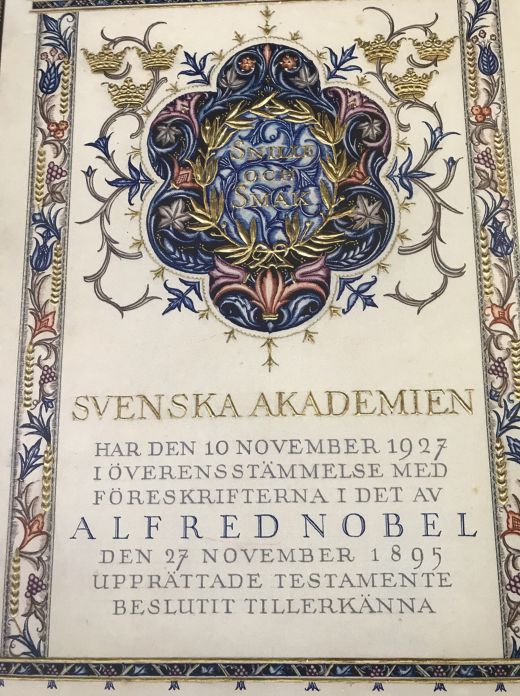 SNILLE
OCH
SMAK
SVENSKA AKADEMIEN
HAR DEN 10 NOVEMBER 1927
I ÖVERENSSTÄMMELSE MED
FÖRESKRIFTERNA I DET AV
ALFRED NOBEL
DEN 27 NOVEMBER 1895
UPPRÄTTADE TESTAMENTE
BESLUTIT TILLERKÄNNA